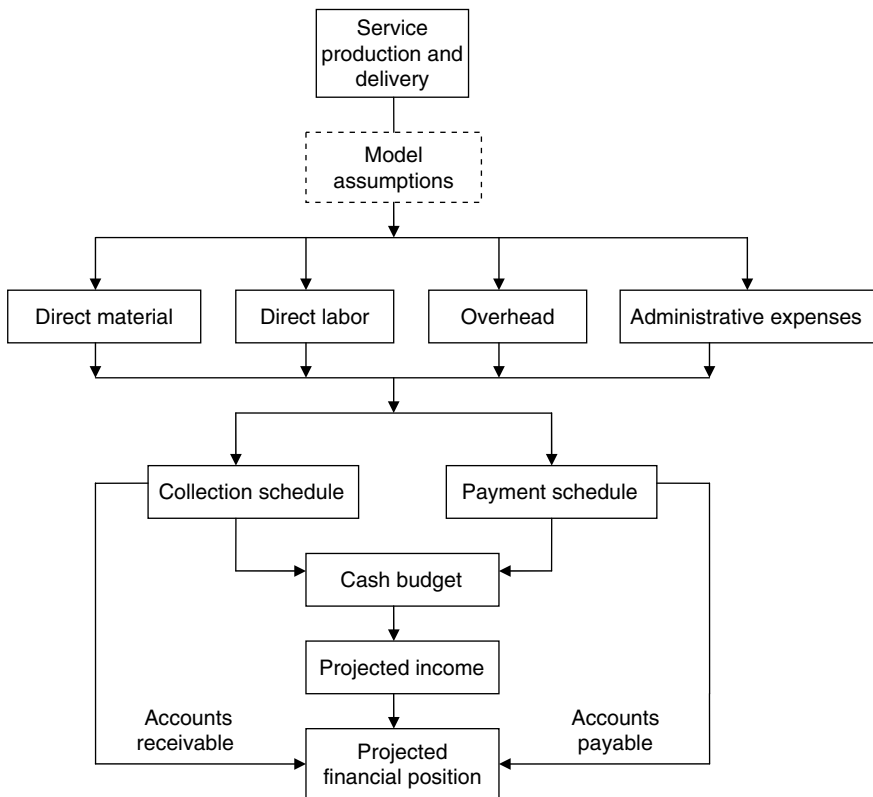 Service
production and
delivery
Model
assumptions
Direct material
Direct labor
Overhead
Administrative expenses
Collection schedule
Payment schedule
Cash budget
Projected income
Accounts
receivable
Accounts
payable
Projected
financial position